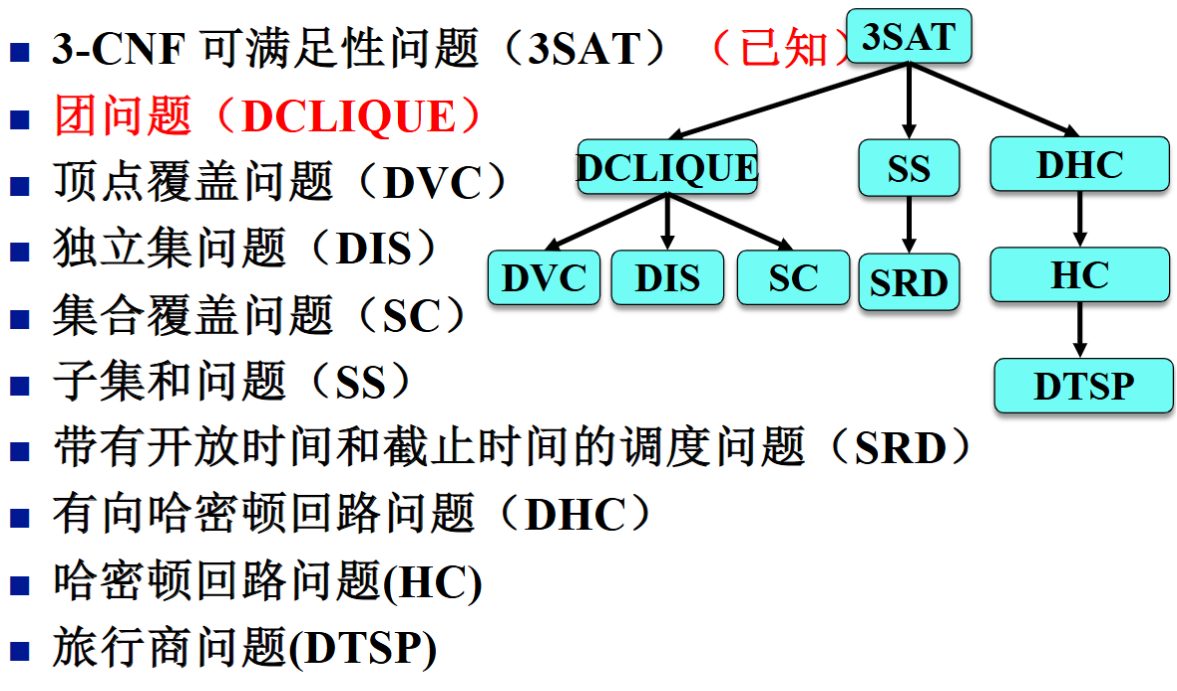 3-CNF 可满足性问题（3SAT）（已知）
团问题（DCLIQUE）
顶点覆盖问题（DVC）
独立集问题（DIS）
集合覆盖问题（SC）
子集和问题（SS）
带有开放时间和截止时间的调度问题（SRD）
有向哈密顿回路问题（DHC）
哈密顿回路问题(HC)
旅行商问题(DTSP)
3SAT
DCLIQUE
SS
DHC
DVC
DIS
SC
SRD
HC
DTSP